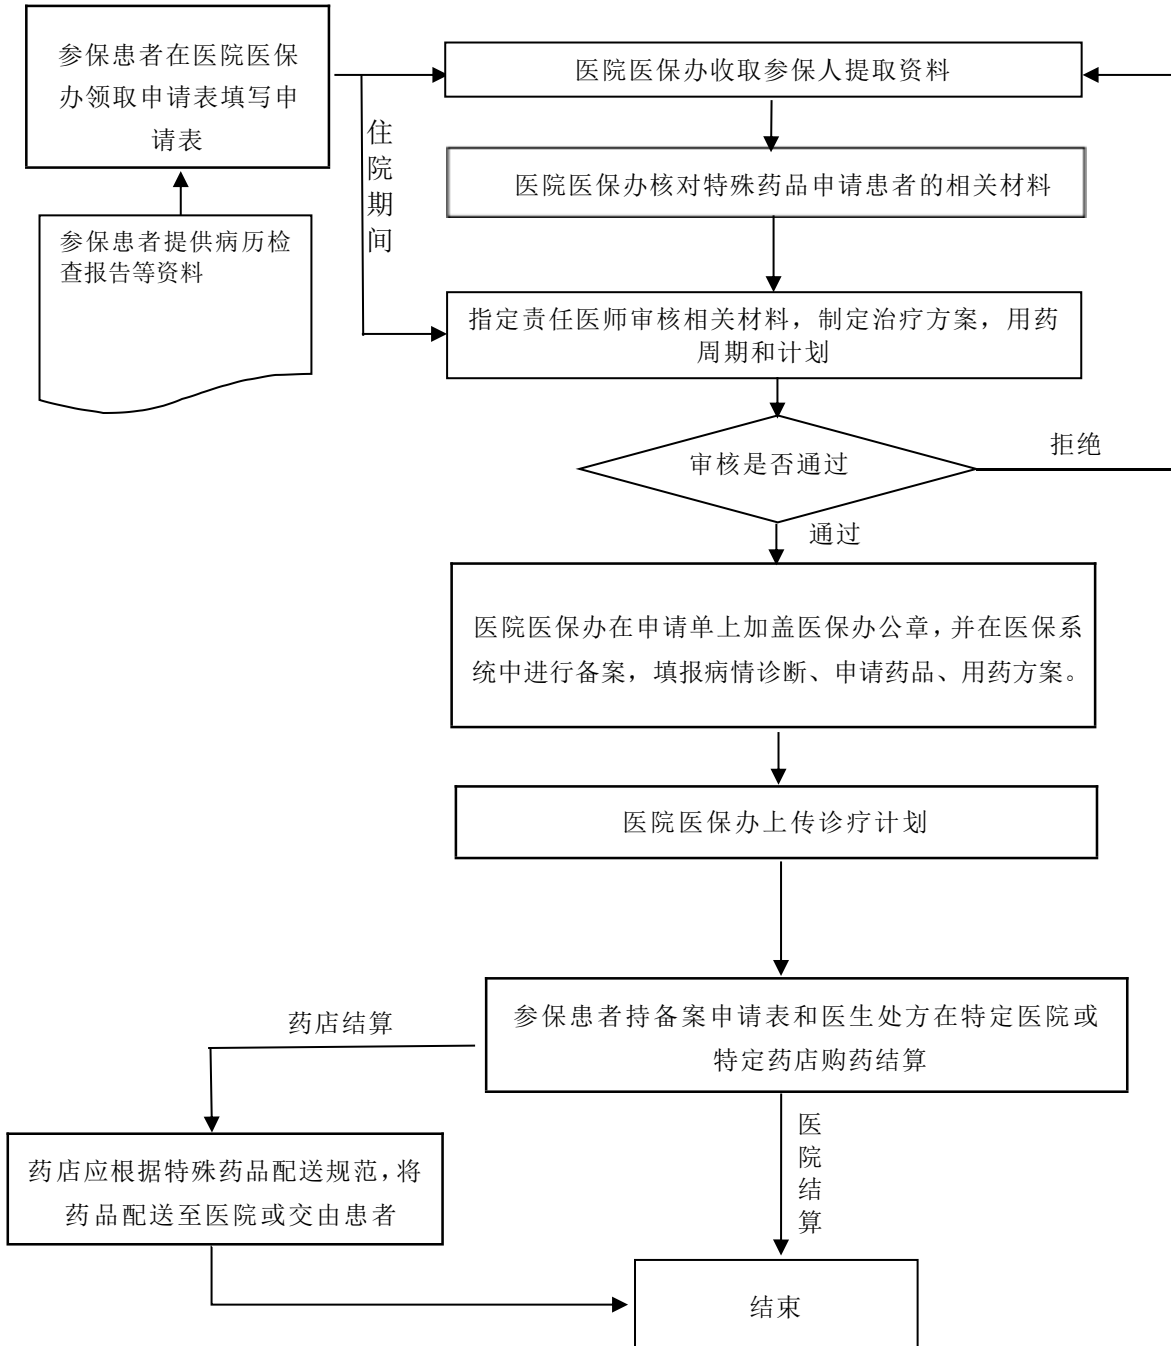 参保患者在医院医保
办领取申请表填写申
请表
医院医保办收取参保人提取资料
住院期间
医院医保办核对特殊药品申请患者的相关材料
参保患者提供病历检
查报告等资料
指定责任医师审核相关材料，制定治疗方案，用药
周期和计划
审核是否通过
拒绝
通过
医院医保办在申请单上加盖医保办公章，并在医保系
统中进行备案，填报病情诊断、申请药品、用药方案。
医院医保办上传诊疗计划
参保患者持备案申请表和医生处方在特定医院或
特定药店购药结算
药店结算
医院结算
药店应根据特殊药品配送规范，将
药品配送至医院或交由患者
结束